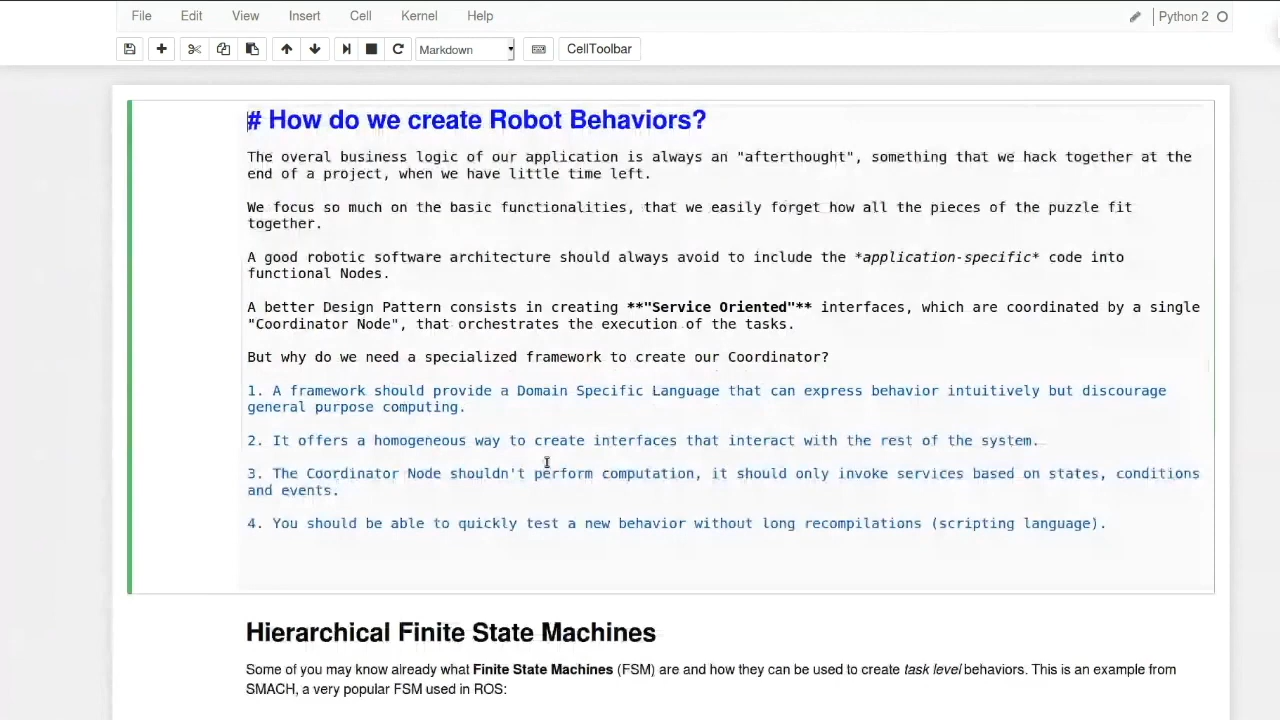 File Edit View Insert Cell Kernel Help Python 2
Markdown CellToolbar
# How do we create Robot Behaviors?
The overal business logic of our application is always an "afterthought", something that we hack together at the
end of a project, when we have little time left.
We focus so much on the basic functionalities, that we easily forget how all the pieces of the puzzle fit
together.
A good robotic software architecture should always avoid to include the *application-specific* code into
functional Nodes.
A better Design Pattern consists in creating **"Service Oriented"** interfaces, which are coordinated by a single
"Coordinator Node", that orchestrates the execution of the tasks.
But why do we need a specialized framework to create our Coordinator?
1. A framework should provide a Domain Specific Language that can express behavior intuitively but discourage
general purpose computing.
2. It offers a homogeneous way to create interfaces that interact with the rest of the system.
3. The Coordinator Node shouldn't perform computation, it should only invoke services based on states, conditions
and events.
4. You should be able to quickly test a new behavior without long recompilations (scripting language).
Hierarchical Finite State Machines
Some of you may know already what Finite State Machines (FSM) are and how they can be used to create task level behaviors. This is an example from
SMACH, a very popular FSM used in ROS: